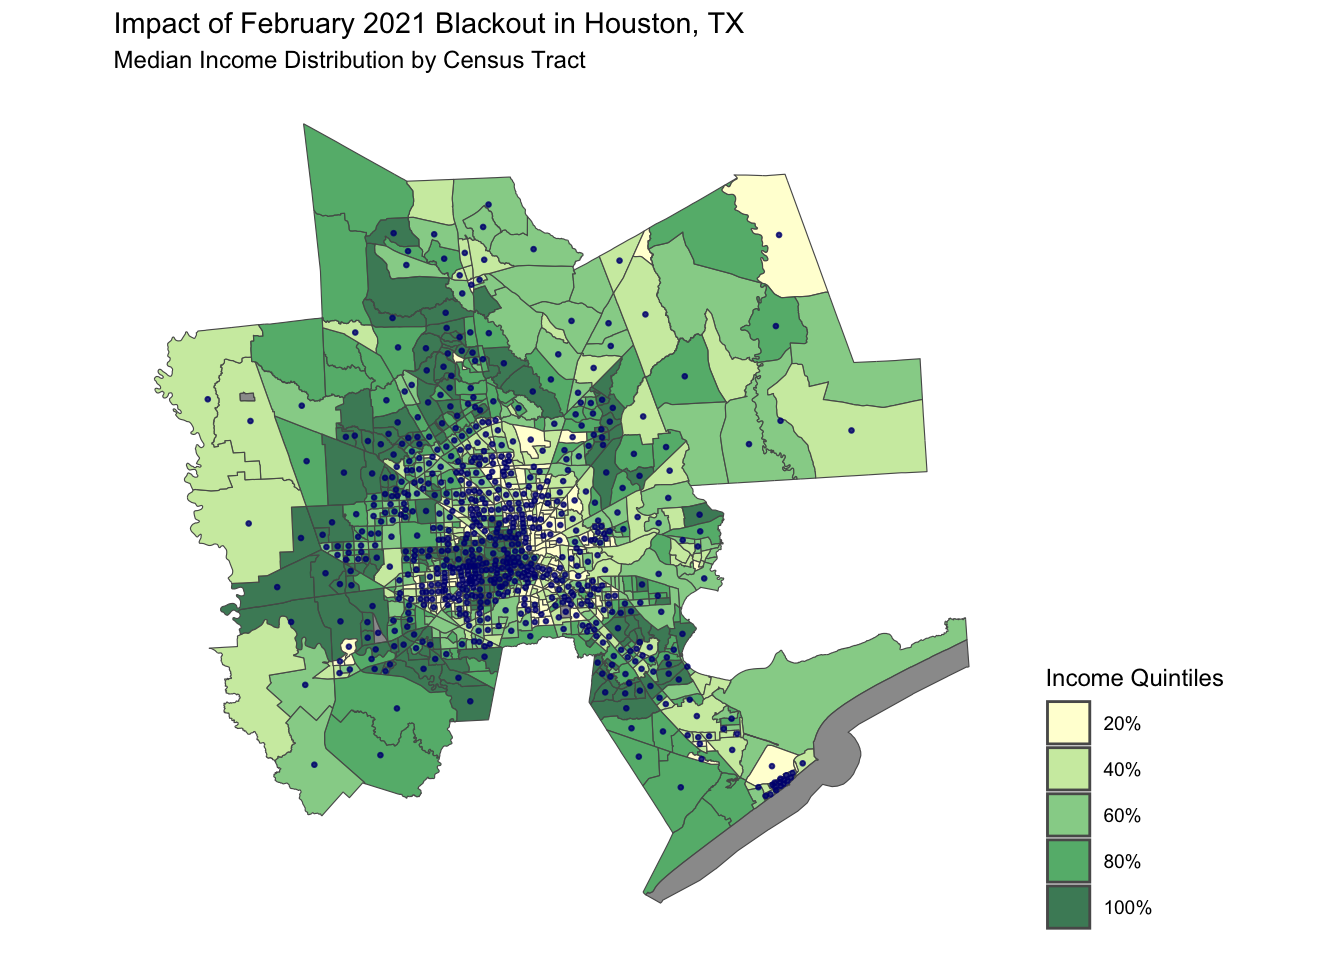 Impact of February 2021 Blackout in Houston, TX
Median Income Distribution by Census Tract
Income Quintiles
20%
40%
60%
80%
100%